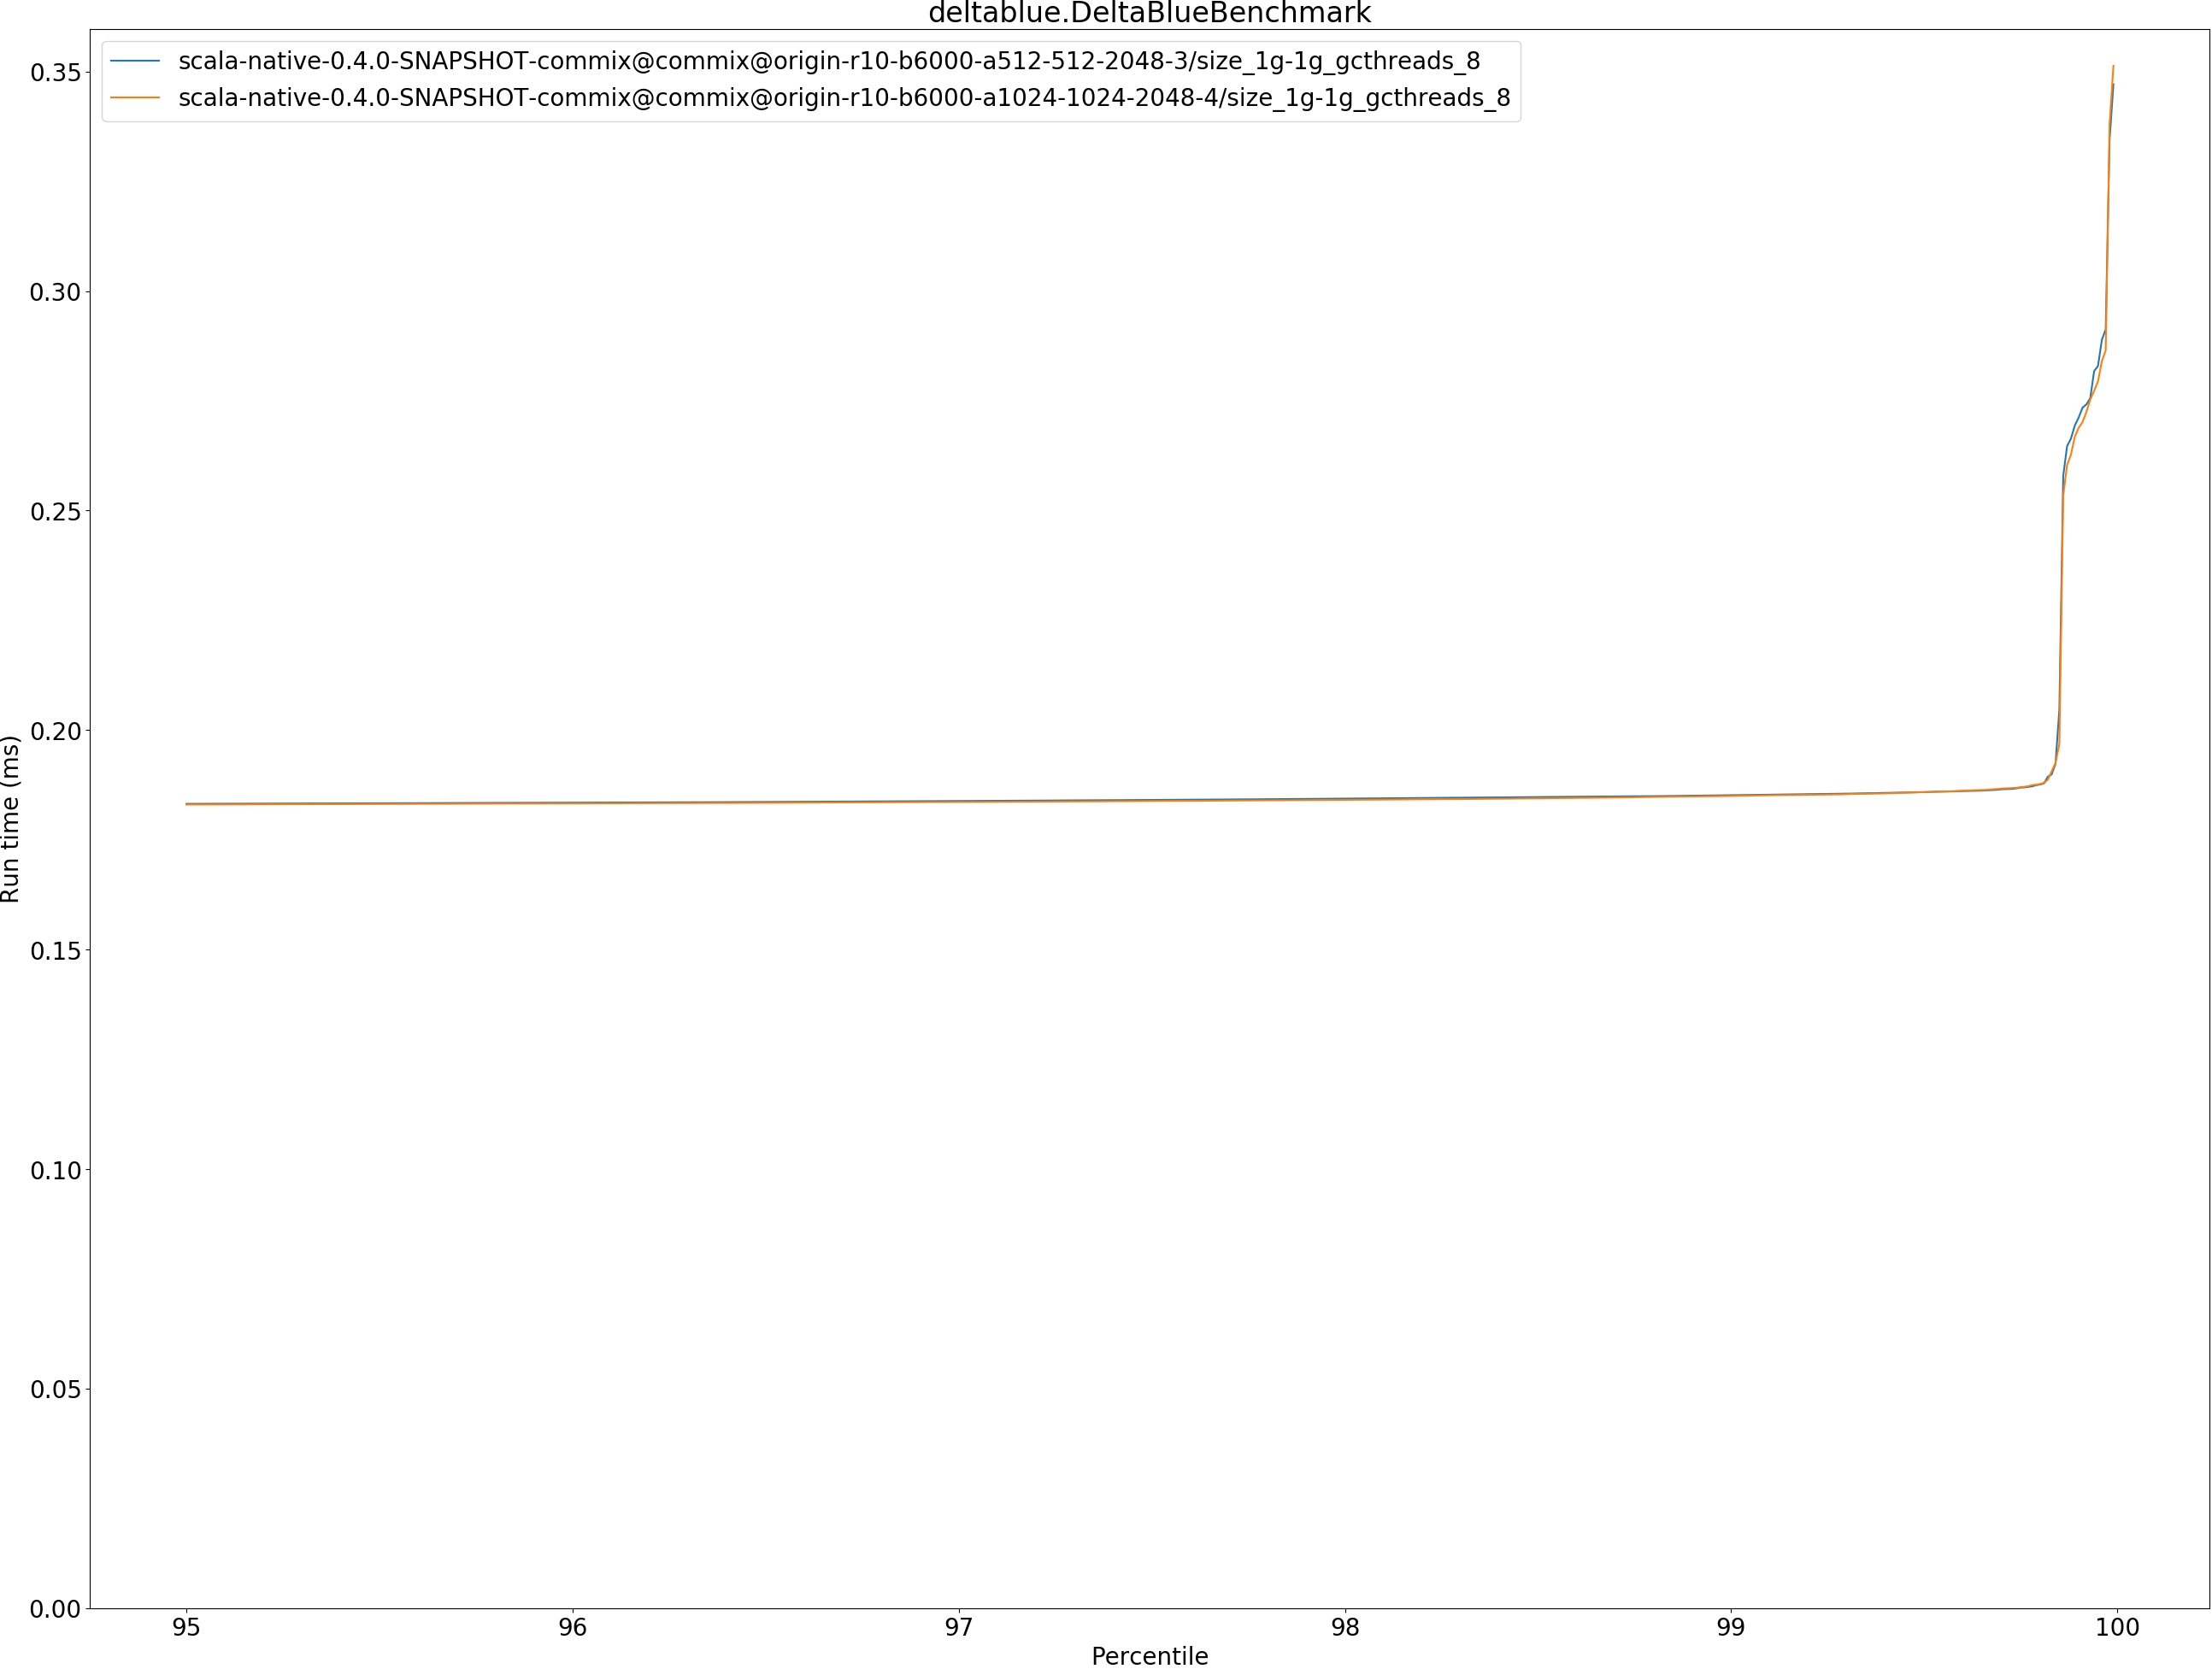 deltablue.DeltaBlueBenchmark
scala-native-0.4.0-SNAPSHOT-commix@commix@origin-r10-b6000-a512-512-2048-3/size_1g-1g_gcthreads_8
scala-native-0.4.0-SNAPSHOT-commix@commix@origin-r10-b6000-a1024-1024-2048-4/size_1g-1g_gcthreads_8
0.35
0.30
0.25
0.20
0.15
0.10
0.05
0.00
Run time (ms)
95 96 97 98 99 100
Percentile